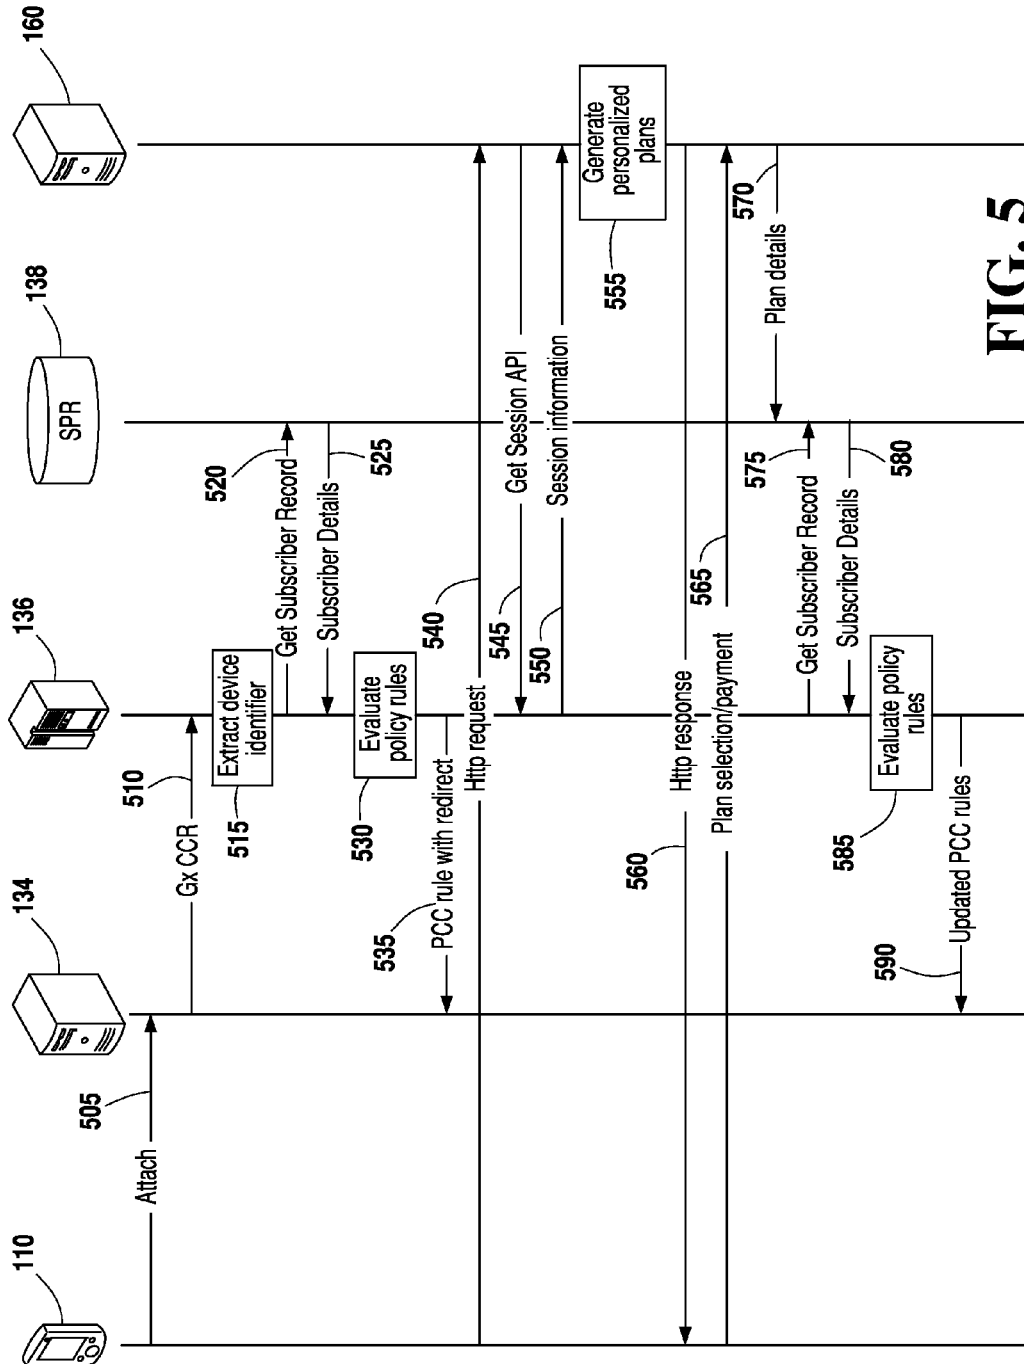 110
134
136
138
160
SPR
Attach
505
Gx CCR
510
Extract device
identifier
515
Get Subscriber Record
520
Subscriber Details
525
Evaluate
policy rules
530
PCC rule with redirect
535
Http request
540
Get Session API
545
Session information
550
Generate
personalized
plans
555
Http response
560
Plan selection/payment
565
Plan details
570
Get Subscriber Record
575
Subscriber Details
580
Evaluate policy
rules
585
Updated PCC rules
590
FIG. 5